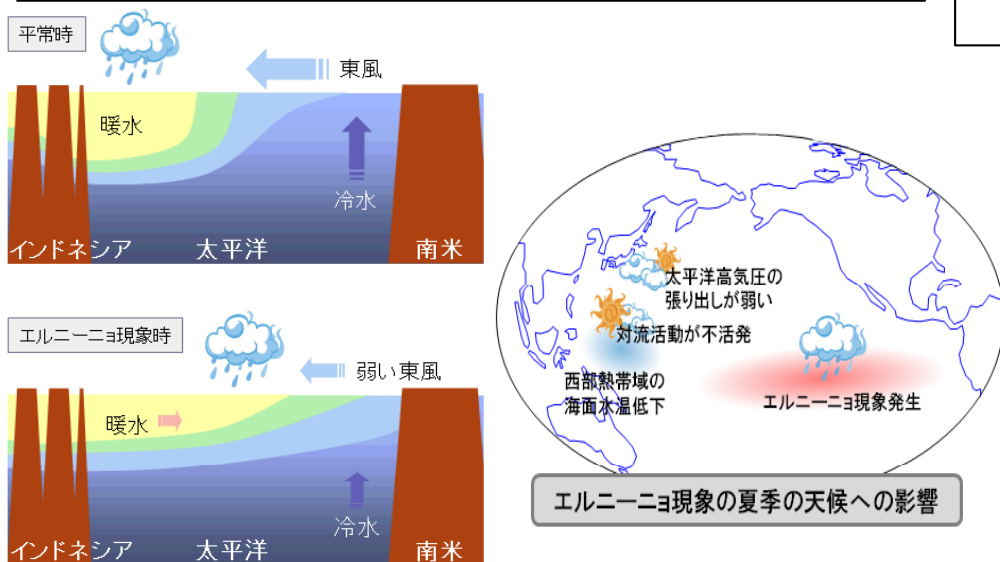 平常時
東風
暖水
冷水
インドネシア
太平洋
南米
エルニーニョ現象時
弱い東風
暖水
冷水
インドネシア
太平洋
南米
太平洋高気圧の
張り出しが弱い
対流活動が不活発
西部熱帯域の
海面水温低下
エルニーニョ現象発生
エルニーニョ現象の夏季の天候への影響